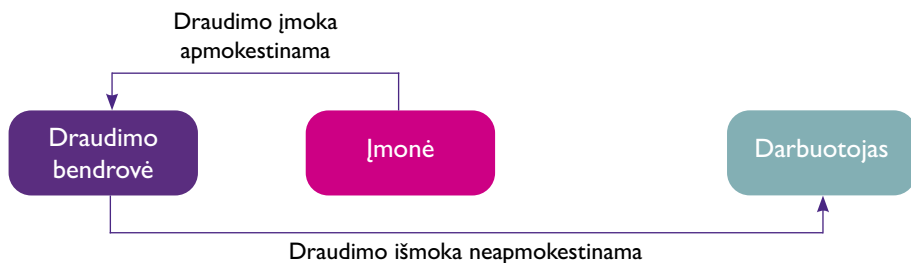 Draudimo įmoka
apmokestinama
Draudimo
bendrovė
Įmonė
Darbuotojas
Draudimo išmoka neapmokestinama